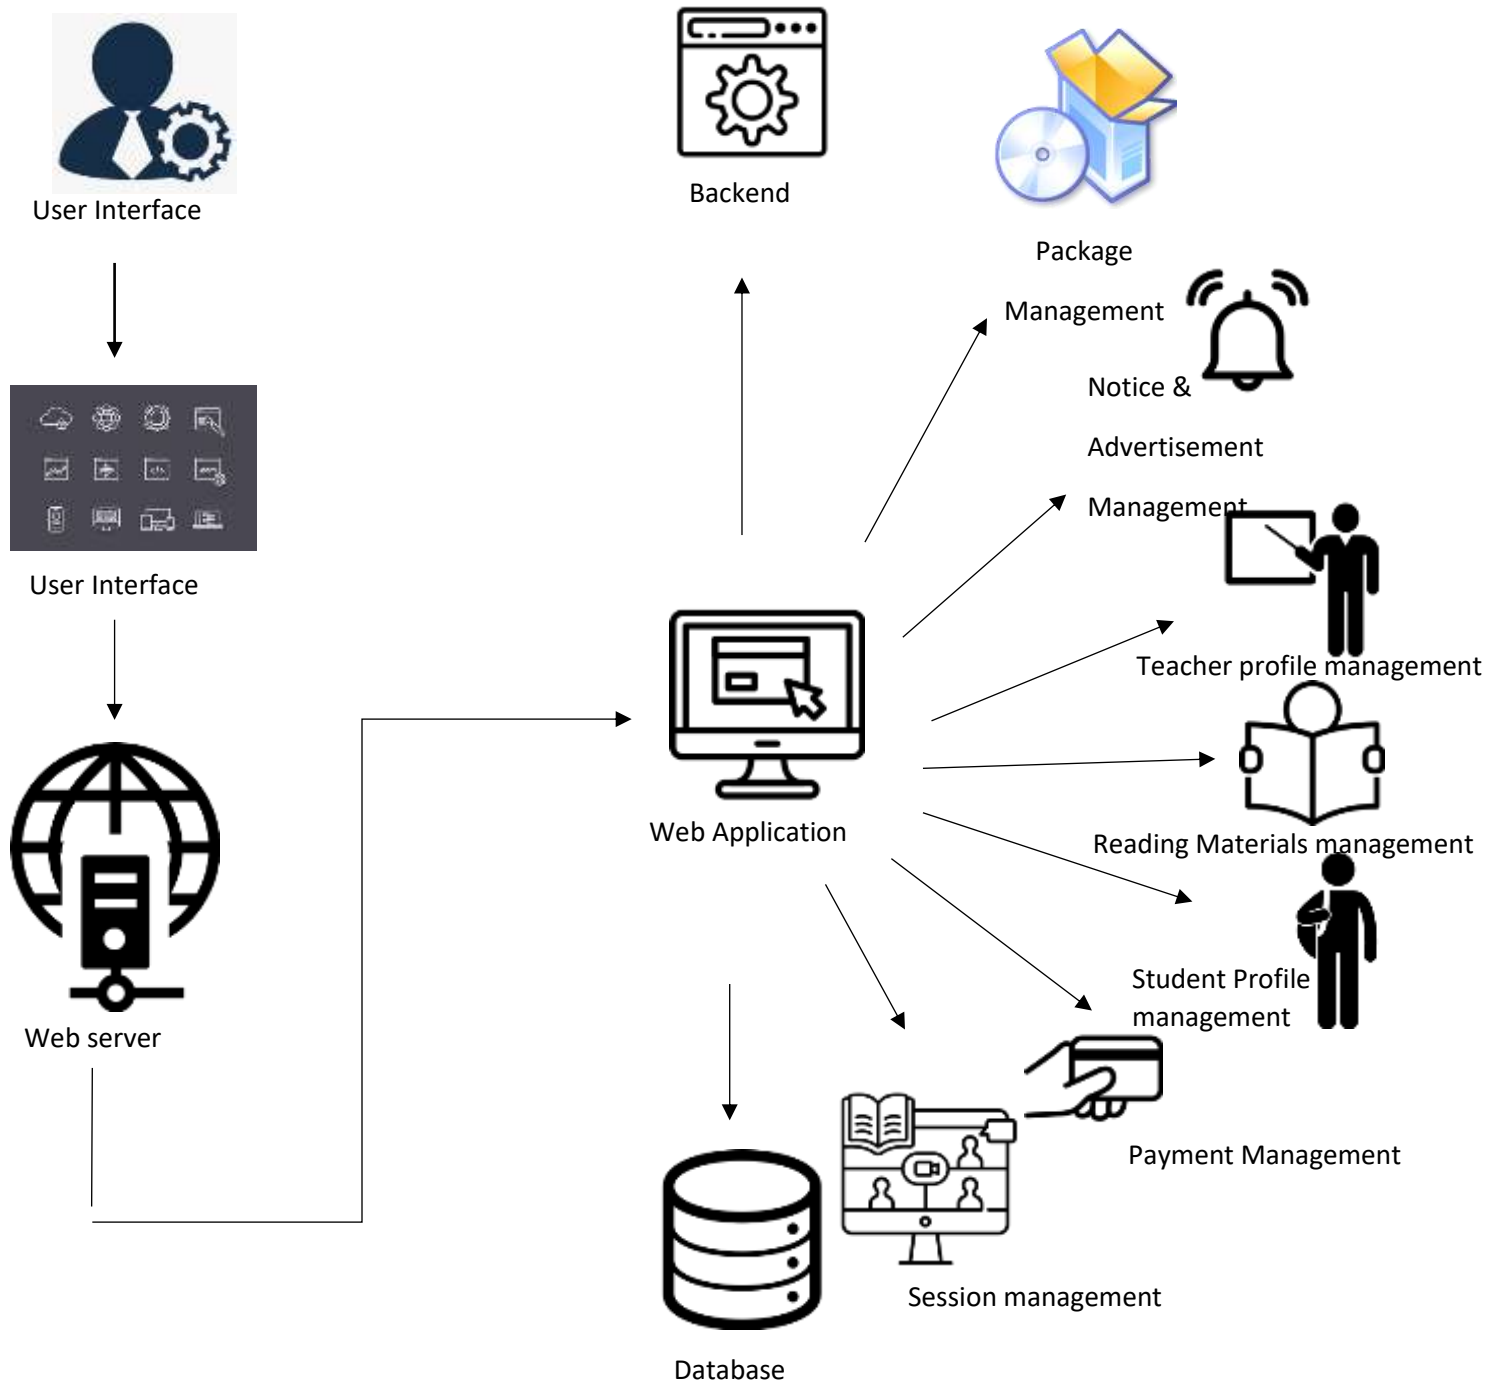 User Interface
Backend
Package
Management
Notice &
Advertisement
Management
User Interface
Teacher profile management
Web Application
Reading Materials management
Student Profile
management
Web server
Payment Management
Session management
Database